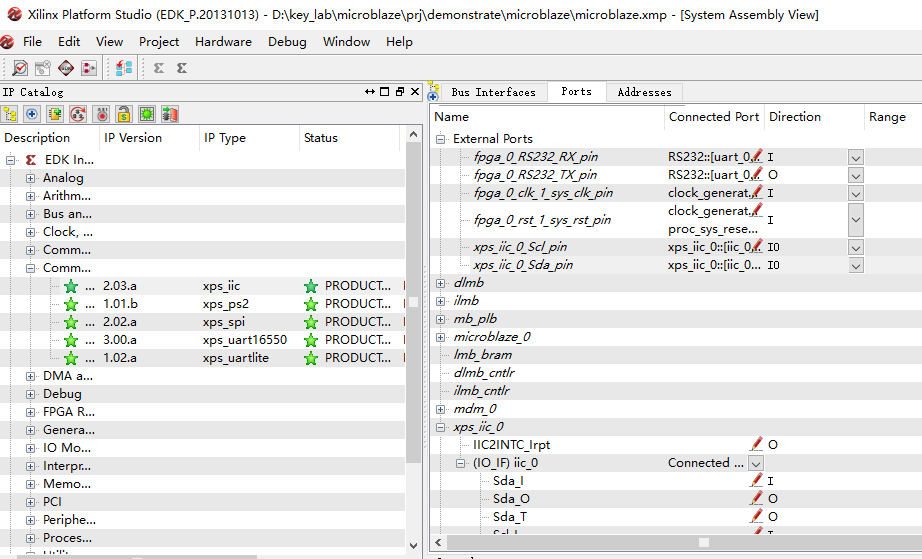 Xilinx Platform Studio (EDK_P.20131013) - D:\key_lab\microblaze\prj\demonstrate\microblaze\microblaze.xmp - [System Assembly View]
File Edit View Project Hardware Debug Window Help
IP Catalog
Description IP Version IP Type Status
EDK In...
Analog
Arithm...
Bus an...
Clock, ...
Comm...
Comm...
... 2.03.a xps_iic PRODUCT...
... 1.01.b xps_ps2 PRODUCT...
... 2.02.a xps_spi PRODUCT...
... 3.00.a xps_uart16550 PRODUCT...
... 1.02.a xps_uartlite PRODUCT...
DMA a...
Debug
FPGA R...
Genera...
IO Mo...
Interpr...
Memo...
PCI
Periphe...
Proces...
Bus Interfaces Ports Addresses
Name Connected Port Direction Range
External Ports
fpga_0_RS232_RX_pin RS232::[uart_0... I
fpga_0_RS232_TX_pin RS232::[uart_0... O
fpga_0_clk_1_sys_clk_pin clock_generat... I
fpga_0_rst_1_sys_rst_pin clock_generat... I
proc_sys_rese...
xps_iic_0_Scl_pin xps_iic_0::[iic_0... IO
xps_iic_0_Sda_pin xps_iic_0::[iic_0... IO
dlmb
ilmb
mb_plb
microblaze_0
lmb_bram
dlmb_cntlr
ilmb_cntlr
mdm_0
xps_iic_0
IIC2INTC_Irpt O
(IO_IF) iic_0 Connected ...
Sda_I I
Sda_O O
Sda_T O